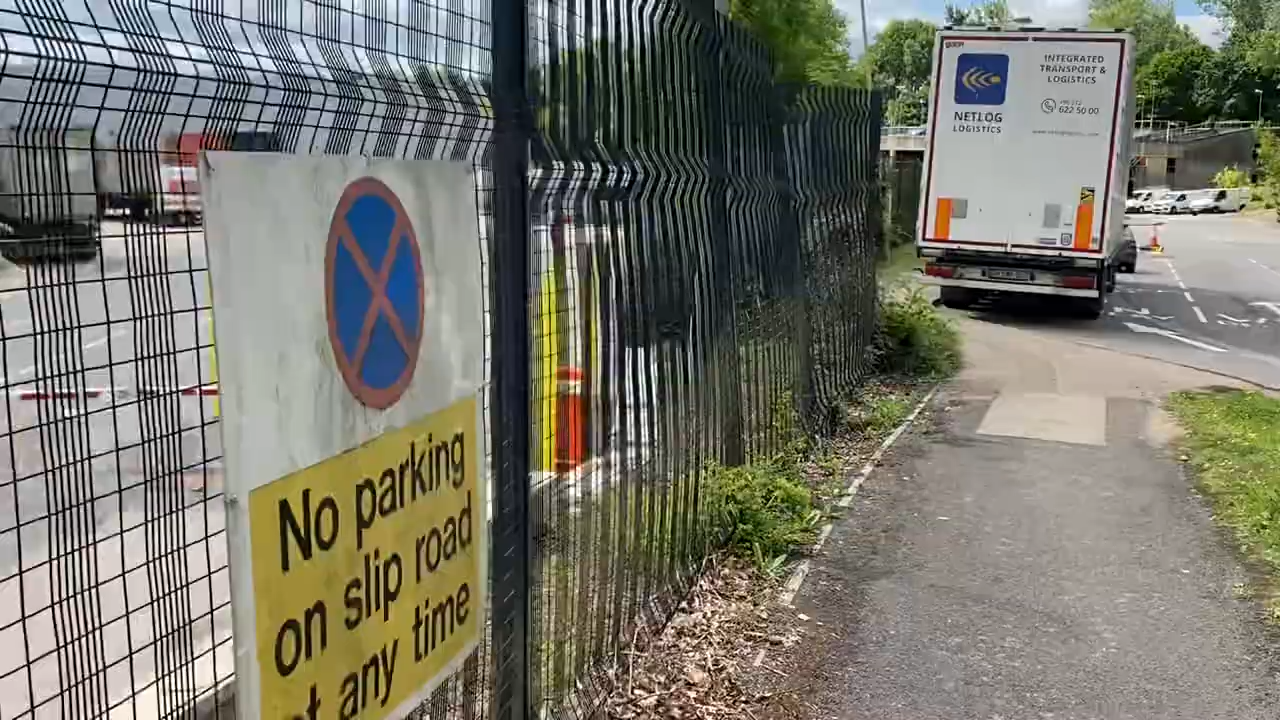 No parking
on slip road
at any time
INTEGRATED
TRANSPORT &
LOGISTICS
NETLOG
LOGISTICS
622 50 00